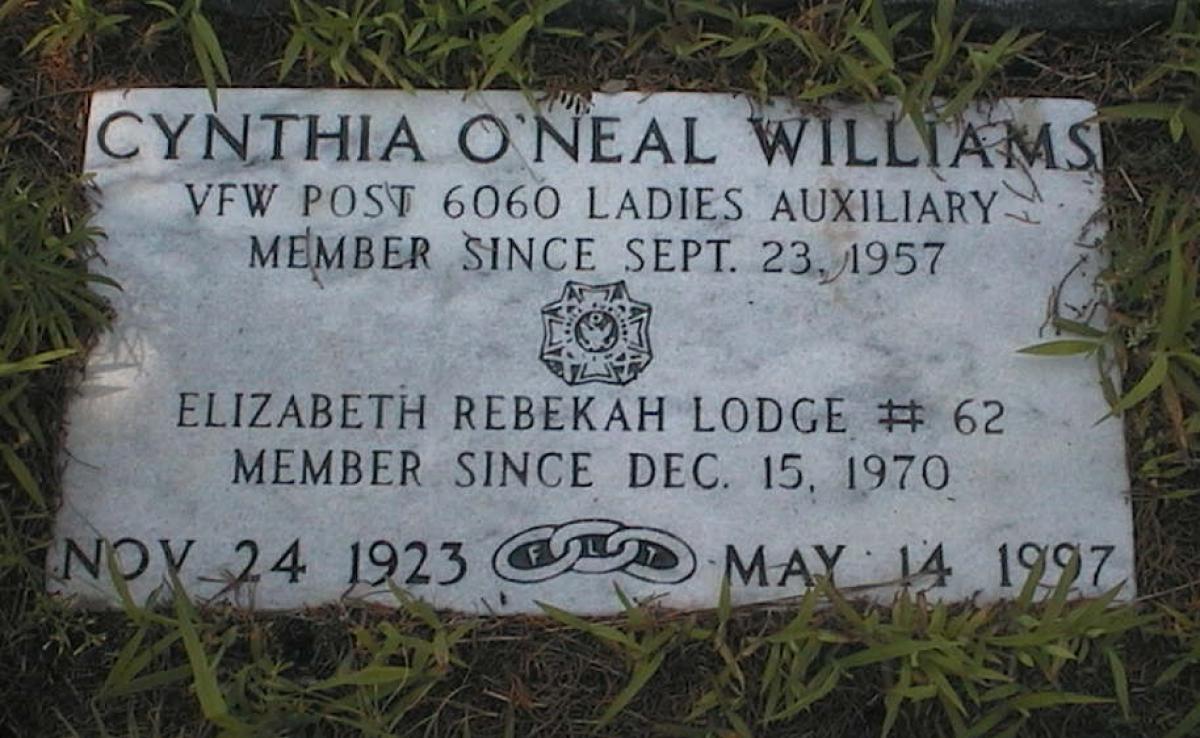 CYNTHIA O'NEAL WILLIAMS
VFW POST 6060 LADIES AUXILIARY
MEMBER SINCE SEPT. 23, 1957
ELIZABETH REBEKAH LODGE # 62
MEMBER SINCE DEC. 15, 1970
NOV 24 1923 F L T MAY 14 1997